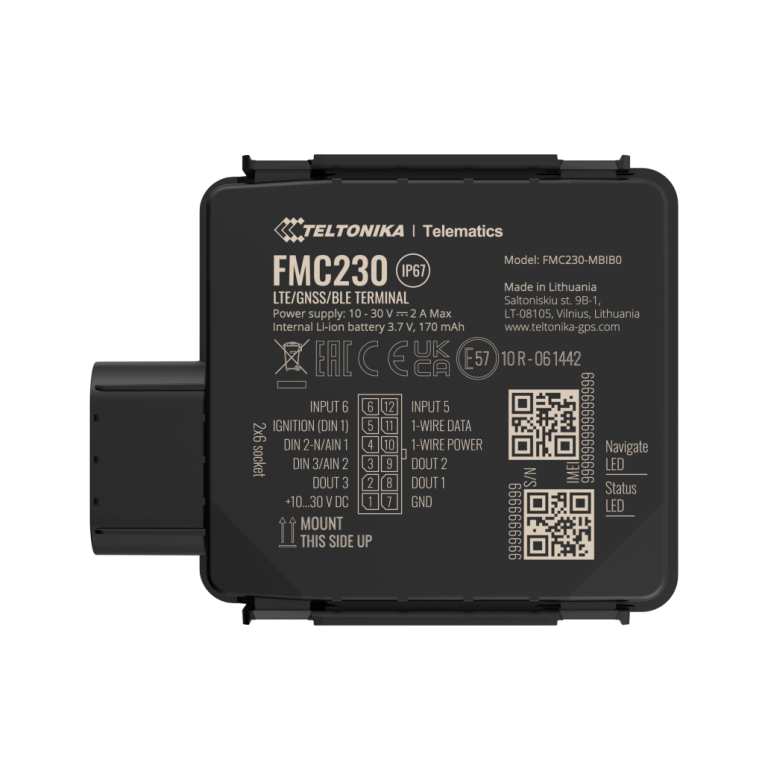 TELTONIKA | Telematics
FMC230 IP67
LTE/GNSS/BLE TERMINAL
Power supply: 10 - 30 V ⎓ 2 A Max
Internal Li-ion battery 3.7 V, 170 mAh
Model: FMC230-MBIB0
Made in Lithuania
Saltoniskiu st. 9B-1,
LT-08105, Vilnius, Lithuania
www.teltonika-gps.com
EAC CE UKCA E57 10 R - 06 1442
2x6 socket
INPUT 6 6 12 INPUT 5
IGNITION (DIN 1) 5 11 1-WIRE DATA
DIN 2-N/AIN 1 4 10 1-WIRE POWER
DIN 3/AIN 2 3 9 DOUT 2
DOUT 3 2 8 DOUT 1
+10...30 V DC 1 7 GND
MOUNT
THIS SIDE UP
IMEI
999999999999999
S/N
9999999999
Navigate
LED
Status
LED